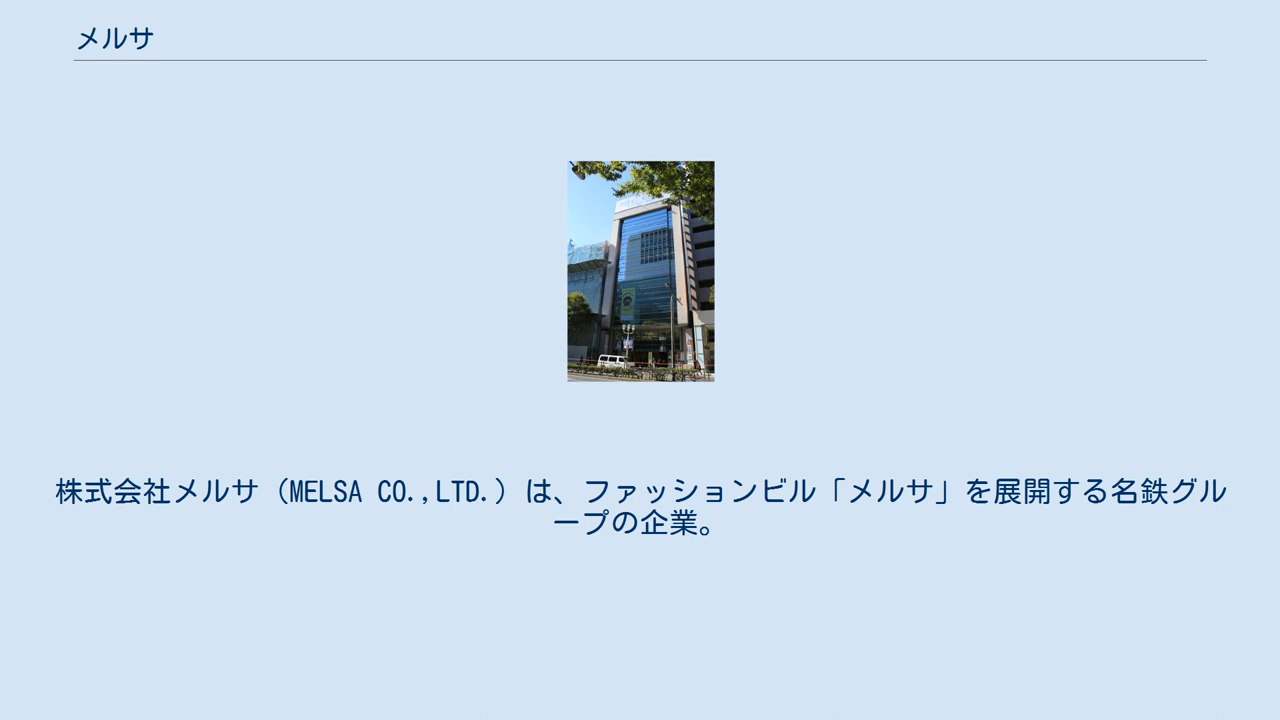 メルサ
株式会社メルサ（MELSA CO.,LTD.）は、ファッションビル「メルサ」を展開する名鉄グル
ープの企業。